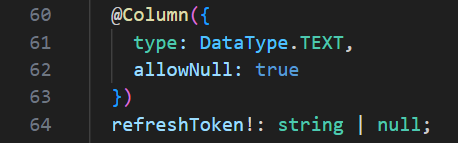 60 @Column({
61 type: DataType.TEXT,
62 allowNull: true
63 })
64 refreshToken!: string | null;